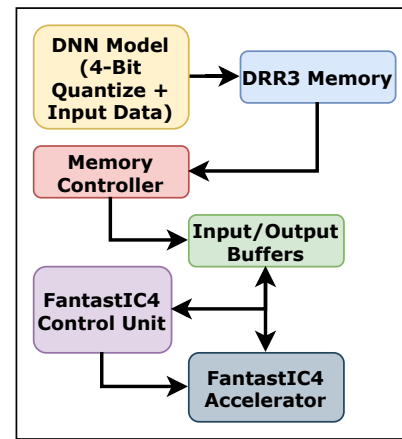 DNN Model
(4-Bit
Quantize +
Input Data)
DRR3 Memory
Memory
Controller
Input/Output
Buffers
FantastIC4
Control Unit
FantastIC4
Accelerator